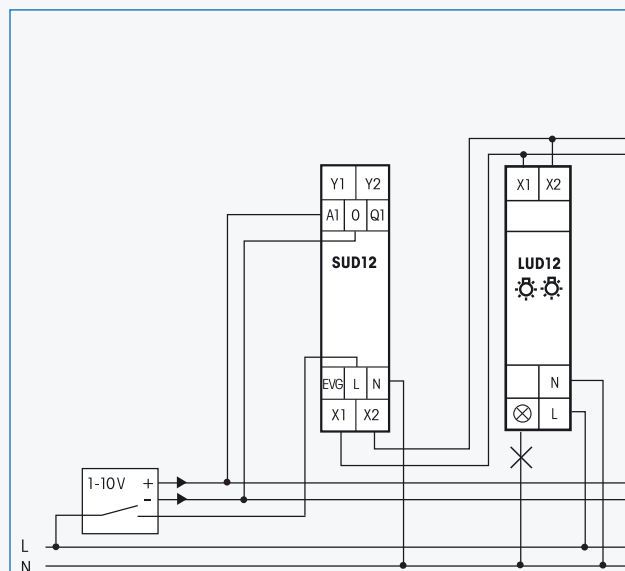 Y1 Y2
A1 0 Q1
SUD12
EVG L N
X1 X2
X1 X2
LUD12
N
L
1-10V +
-
L
N